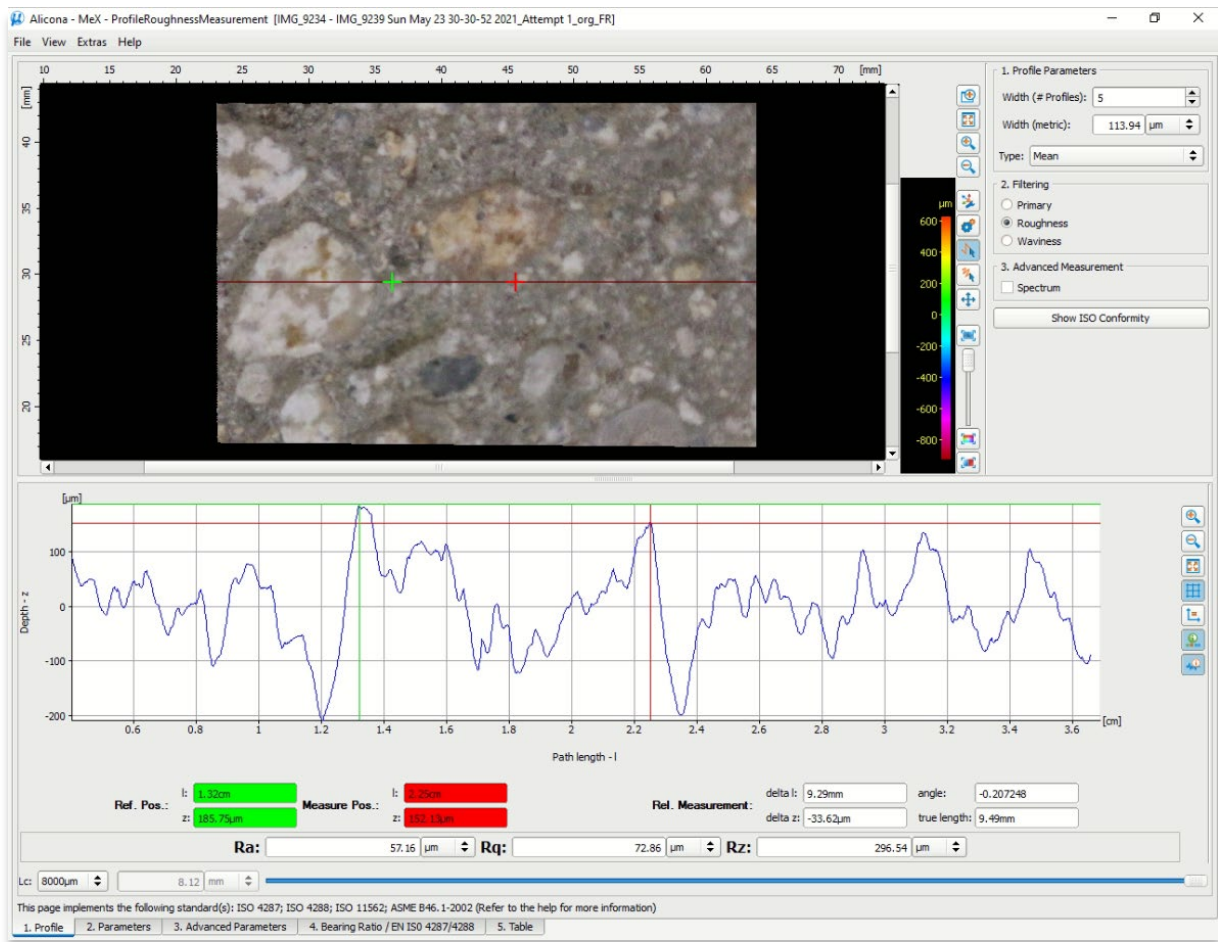 Alicona - MeX - ProfileRoughnessMeasurement [IMG_9234 - IMG_9239 Sun May 23 30-30-52 2021_Attempt 1_org_FR]
File View Extras Help
10 15 20 25 30 35 40 45 50 55 60 65 70 [mm]
[mm]
40
35
30
25
20
µm
600
400
200
0
-200
-400
-600
-800
1. Profile Parameters
Width (# Profiles): 5
Width (metric): 113.94 µm
Type: Mean
2. Filtering
Primary
Roughness
Waviness
3. Advanced Measurement
Spectrum
Show ISO Conformity
[µm]
100
0
-100
-200
Depth - z
0.6 0.8 1 1.2 1.4 1.6 1.8 2 2.2 2.4 2.6 2.8 3 3.2 3.4 3.6 [cm]
Path length - l
Ref. Pos.: l: 1.32cm z: 185.75µm
Measure Pos.: l: 2.25cm z: 152.13µm
Rel. Measurement: delta l: 9.29mm angle: -0.207248
delta z: -33.62µm true length: 9.49mm
Ra: 57.16 µm Rq: 72.86 µm Rz: 296.54 µm
Lc: 8000µm 8.12 mm
This page implements the following standard(s): ISO 4287; ISO 4288; ISO 11562; ASME B46.1-2002 (Refer to the help for more information)
1. Profile 2. Parameters 3. Advanced Parameters 4. Bearing Ratio / EN ISO 4287/4288 5. Table